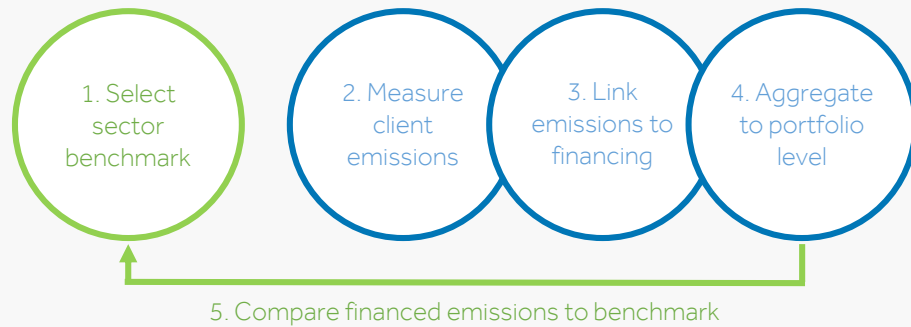 1. Select
sector
benchmark
2. Measure
client
emissions
3. Link
emissions to
financing
4. Aggregate
to portfolio
level
5. Compare financed emissions to benchmark